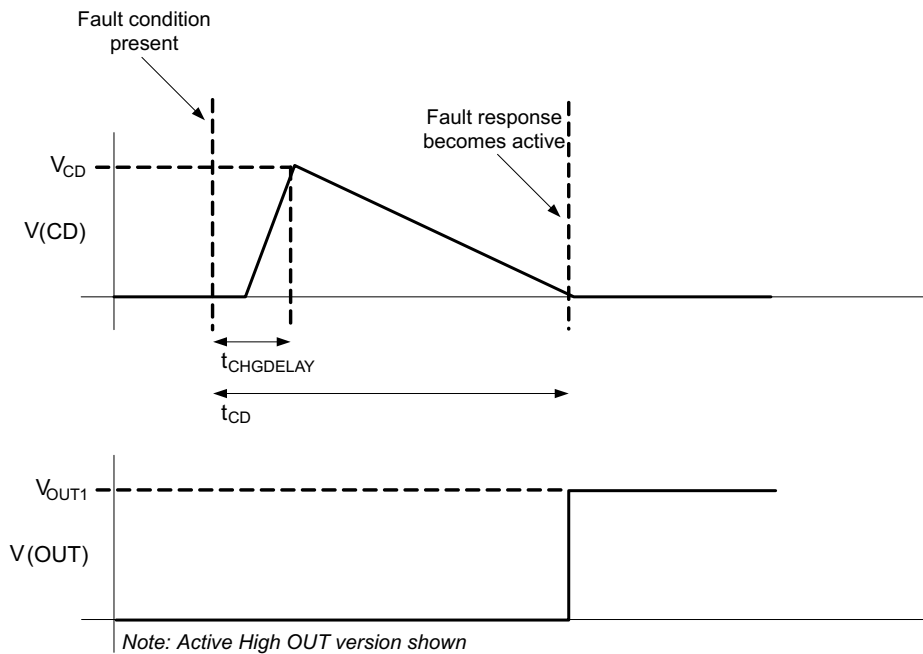 Fault condition
present
Fault response
becomes active
VCD
V(CD)
tCHGDELAY
tCD
VOUT1
V(OUT)
Note: Active High OUT version shown